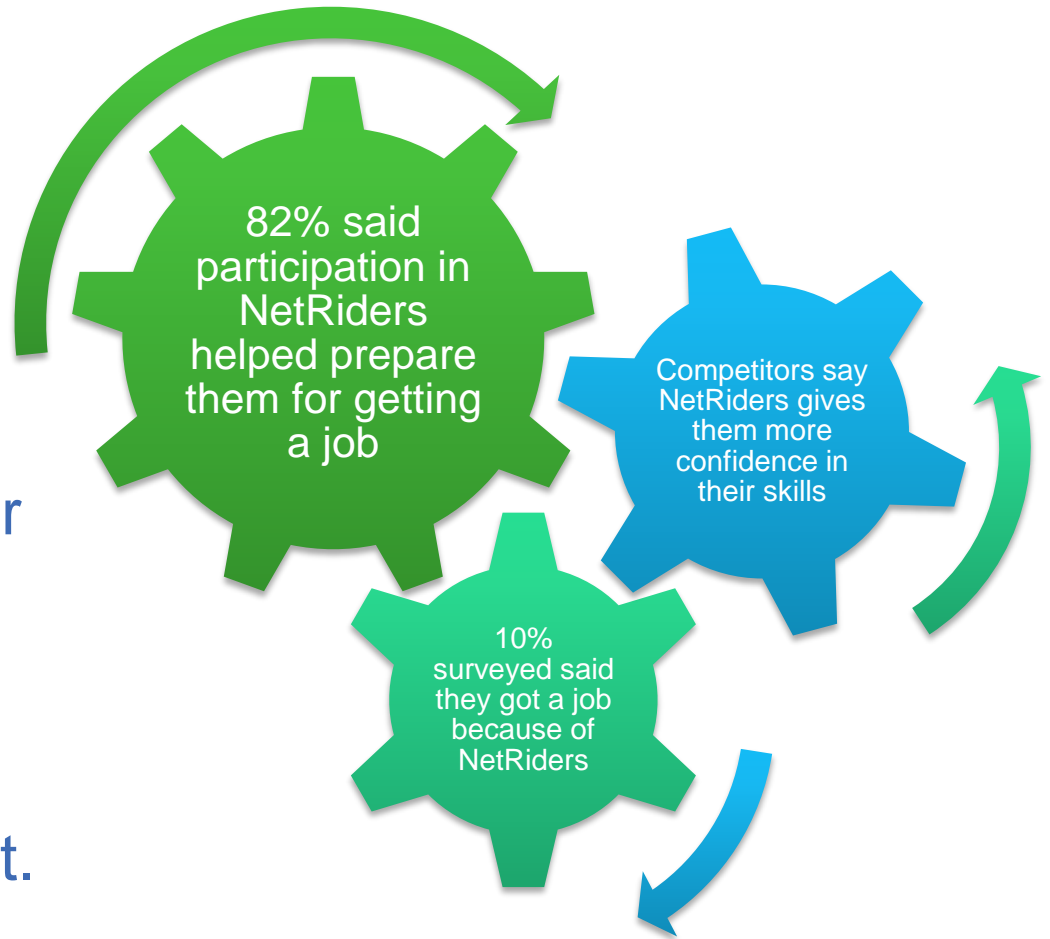 82% said
participation in
NetRiders
helped prepare
them for getting
a job
Competitors say
NetRiders gives
them more
confidence in
their skills
r
10%
surveyed said
they got a job
because of
NetRiders
t.